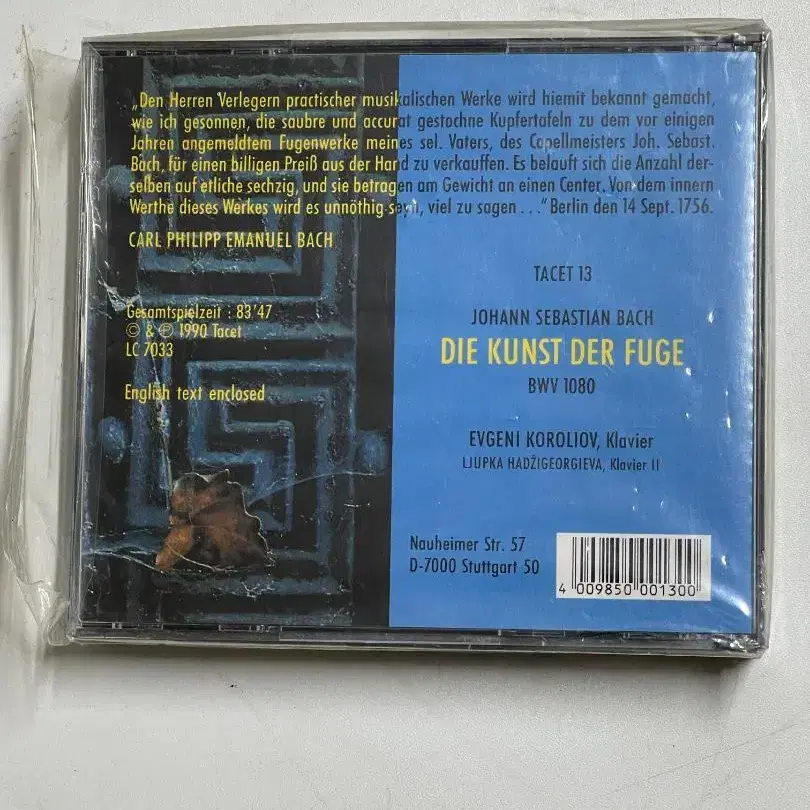 „Den Herren Verlegern practischer musikalischen Werke wird hiemit bekannt gemacht,
wie ich gesonnen, die saubre und accurat gestochne Kupfertafeln zu dem vor einigen
Jahren angemeldtem Fugenwerke meines sel. Vaters, des Capellmeisters Joh. Sebast.
Bach, für einen billigen Preiß aus der Hand zu verkauffen. Es beläuft sich die Anzahl der-
selben auf etliche sechzig, und sie betragen am Gewicht an einen Center. Von dem innern
Werthe dieses Werkes wird es unnöthig seyn, viel zu sagen ...“ Berlin den 14 Sept. 1756.
CARL PHILIPP EMANUEL BACH
TACET 13
Gesamtspielzeit : 83'47
© & ℗ 1990 Tacet
LC 7033
English text enclosed
JOHANN SEBASTIAN BACH
DIE KUNST DER FUGE
BWV 1080
EVGENI KOROLIOV, Klavier
LJUPKA HADŽIGEORGIEVA, Klavier II
Nauheimer Str. 57
D-7000 Stuttgart 50
4 009850 001300